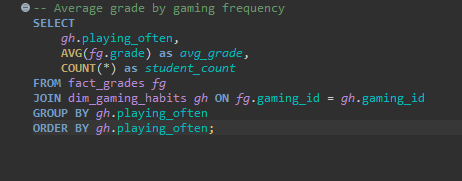 -- Average grade by gaming frequency
SELECT
gh.playing_often,
AVG(fg.grade) as avg_grade,
COUNT(*) as student_count
FROM fact_grades fg
JOIN dim_gaming_habits gh ON fg.gaming_id = gh.gaming_id
GROUP BY gh.playing_often
ORDER BY gh.playing_often;